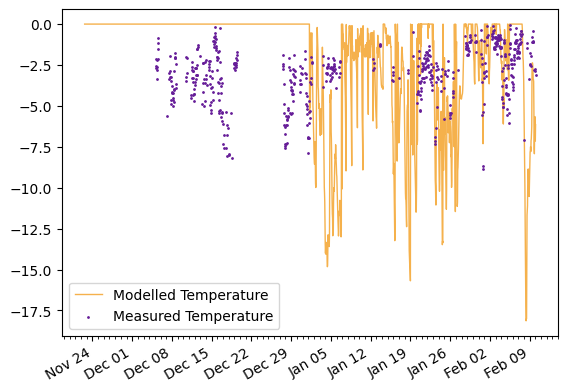 0.0
−2.5
−5.0
−7.5
−10.0
−12.5
−15.0
−17.5
Modelled Temperature
Measured Temperature
Nov 24
Dec 01
Dec 08
Dec 15
Dec 22
Dec 29
Jan 05
Jan 12
Jan 19
Jan 26
Feb 02
Feb 09